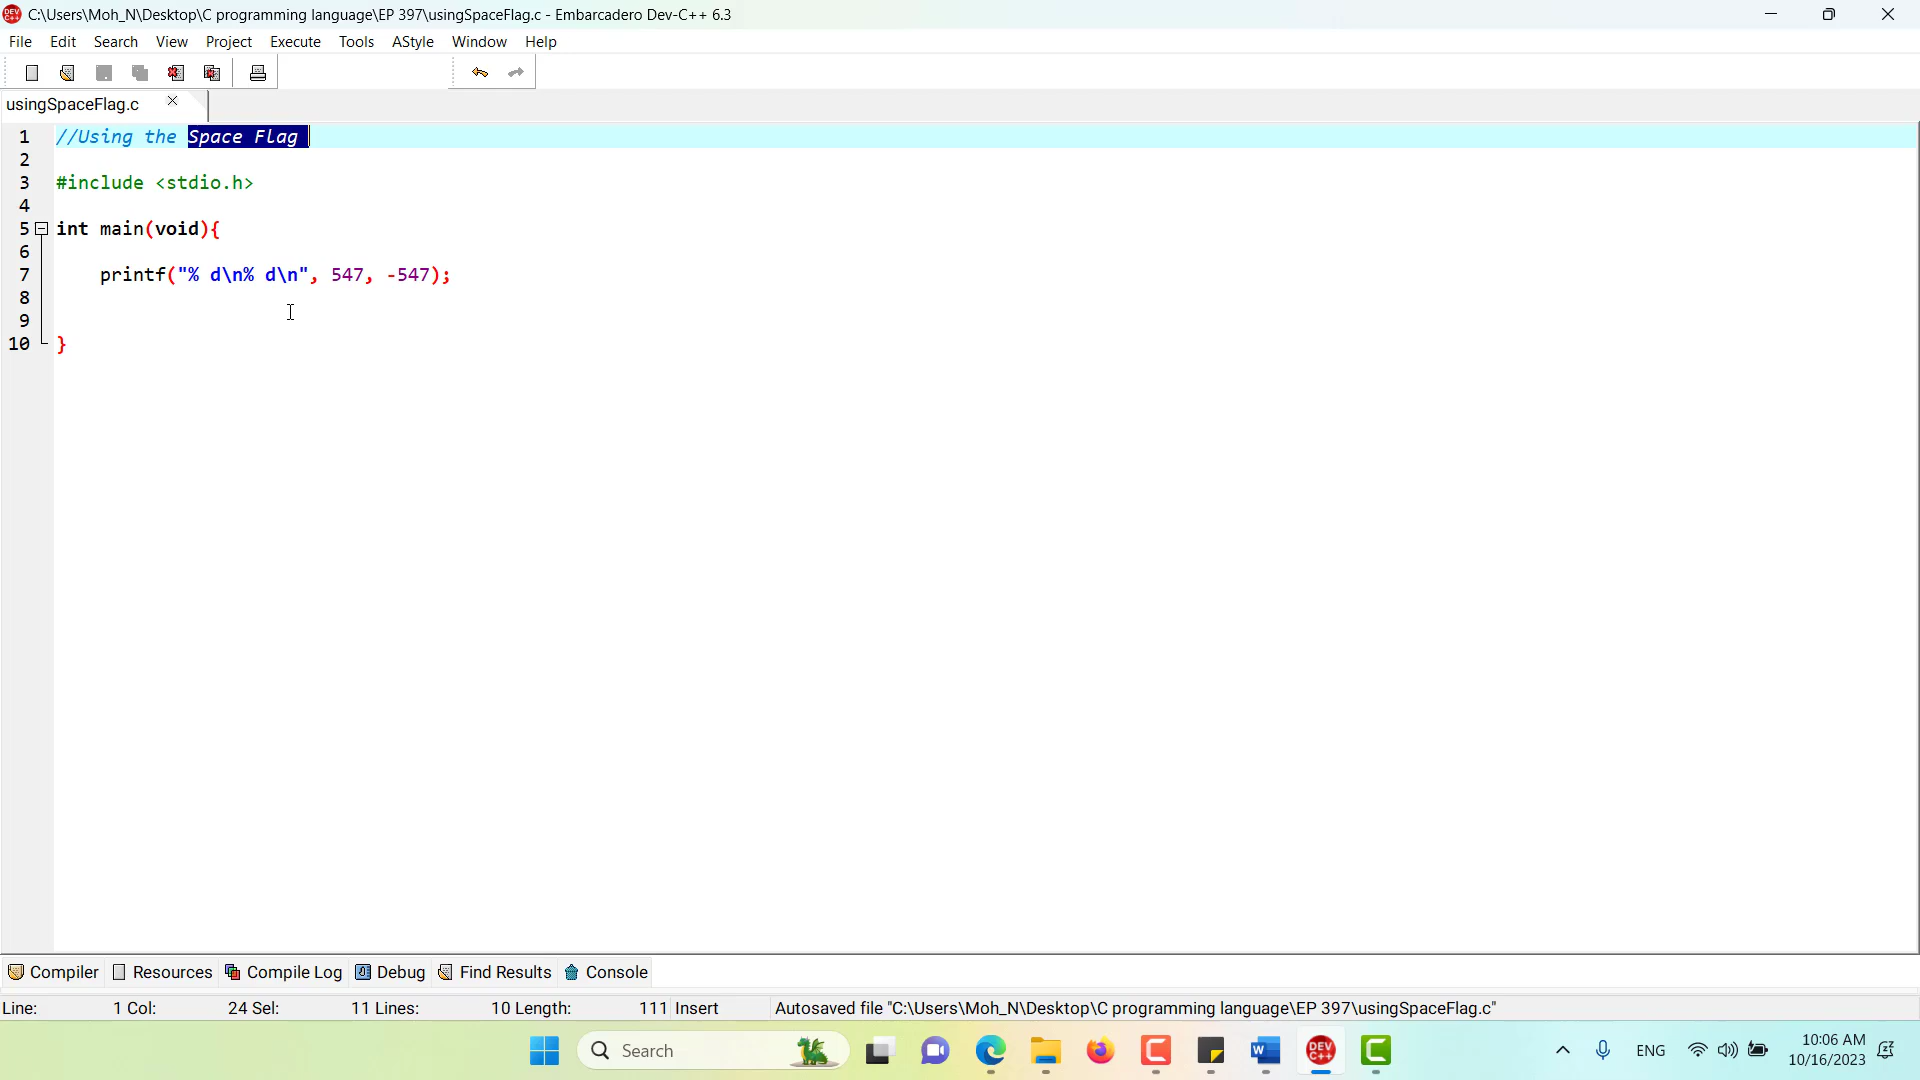 C:\Users\Moh_N\Desktop\C programming language\EP 397\usingSpaceFlag.c - Embarcadero Dev-C++ 6.3
File Edit Search View Project Execute Tools AStyle Window Help
usingSpaceFlag.c
1 //Using the Space Flag
2
3 #include <stdio.h>
4
5 int main(void){
6
7 printf("% d\n% d\n", 547, -547);
8
9
10 }
Compiler Resources Compile Log Debug Find Results Console
Line: 1 Col: 24 Sel: 11 Lines: 10 Length: 111 Insert Autosaved file "C:\Users\Moh_N\Desktop\C programming language\EP 397\usingSpaceFlag.c"
Search
DEV C++
ENG
10:06 AM
10/16/2023